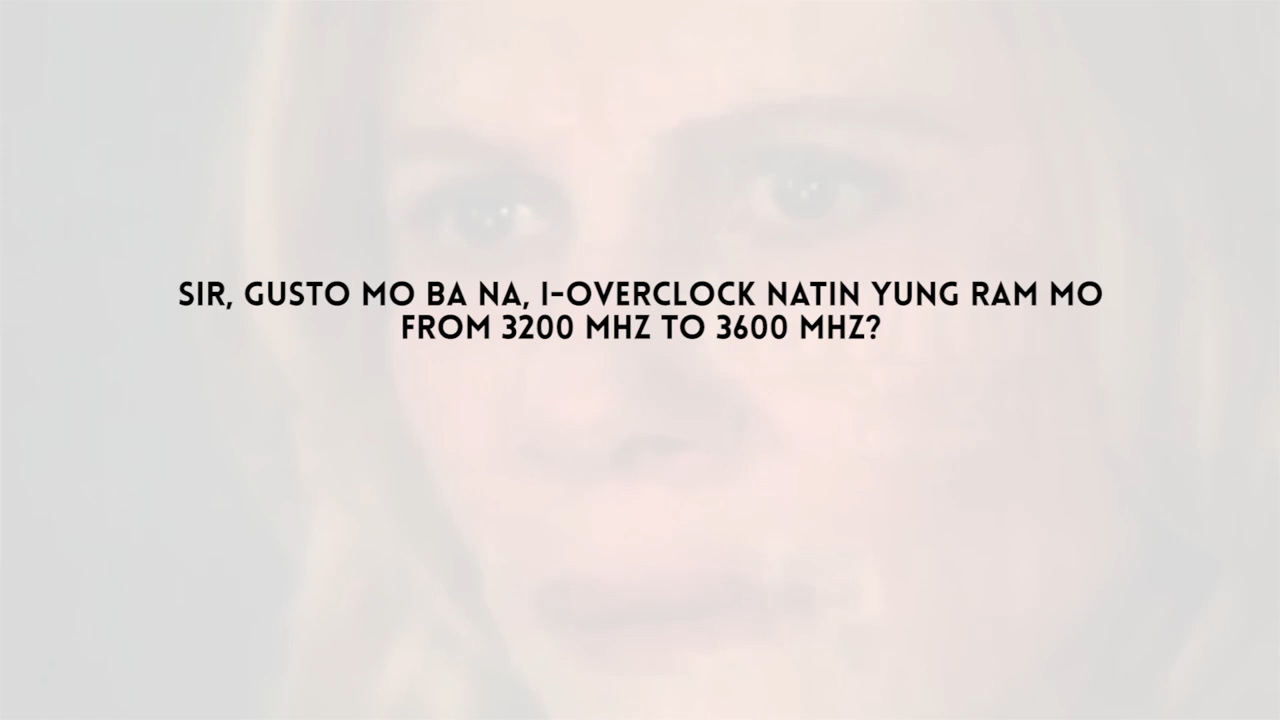 SIR, GUSTO MO BA NA, I-OVERCLOCK NATIN YUNG RAM MO
FROM 3200 MHZ TO 3600 MHZ?